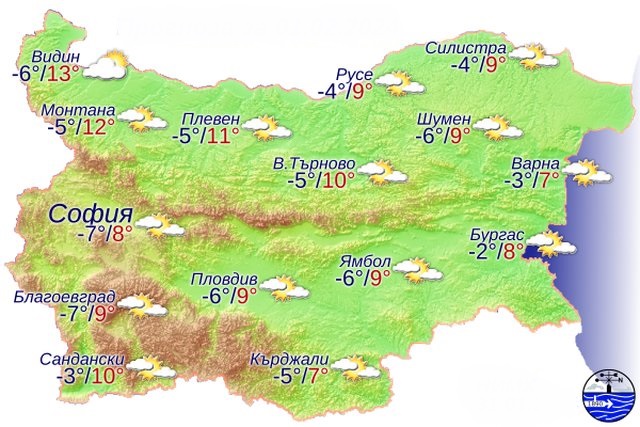 Силистра
-4°/9°
Видин
-6°/13°
Русе
-4°/9°
Монтана
-5°/12°
Плевен
-5°/11°
Шумен
-6°/9°
В.Търново
-5°/10°
Варна
-3°/7°
София
-7°/8°
Бургас
-2°/8°
Ямбол
-6°/9°
Пловдив
-6°/9°
Благоевград
-7°/9°
Сандански
-3°/10°
Кърджали
-5°/7°
N
1890